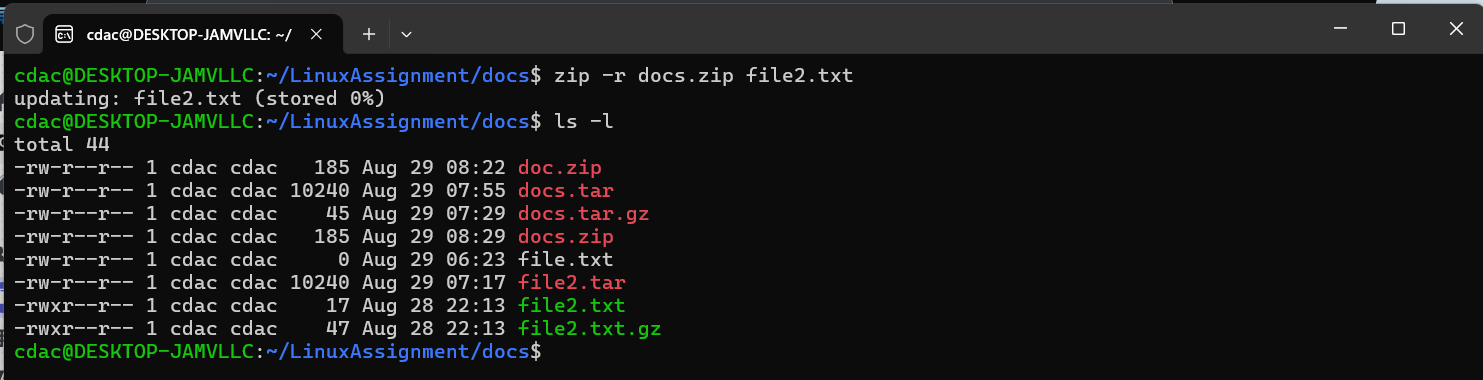 cdac@DESKTOP-JAMVLLC: ~/
cdac@DESKTOP-JAMVLLC:~/LinuxAssignment/docs$ zip -r docs.zip file2.txt
updating: file2.txt (stored 0%)
cdac@DESKTOP-JAMVLLC:~/LinuxAssignment/docs$ ls -l
total 44
-rw-r--r-- 1 cdac cdac   185 Aug 29 08:22 doc.zip
-rw-r--r-- 1 cdac cdac 10240 Aug 29 07:55 docs.tar
-rw-r--r-- 1 cdac cdac    45 Aug 29 07:29 docs.tar.gz
-rw-r--r-- 1 cdac cdac   185 Aug 29 08:29 docs.zip
-rw-r--r-- 1 cdac cdac     0 Aug 29 06:23 file.txt
-rw-r--r-- 1 cdac cdac 10240 Aug 29 07:17 file2.tar
-rwxr--r-- 1 cdac cdac    17 Aug 28 22:13 file2.txt
-rwxr--r-- 1 cdac cdac    47 Aug 28 22:13 file2.txt.gz
cdac@DESKTOP-JAMVLLC:~/LinuxAssignment/docs$